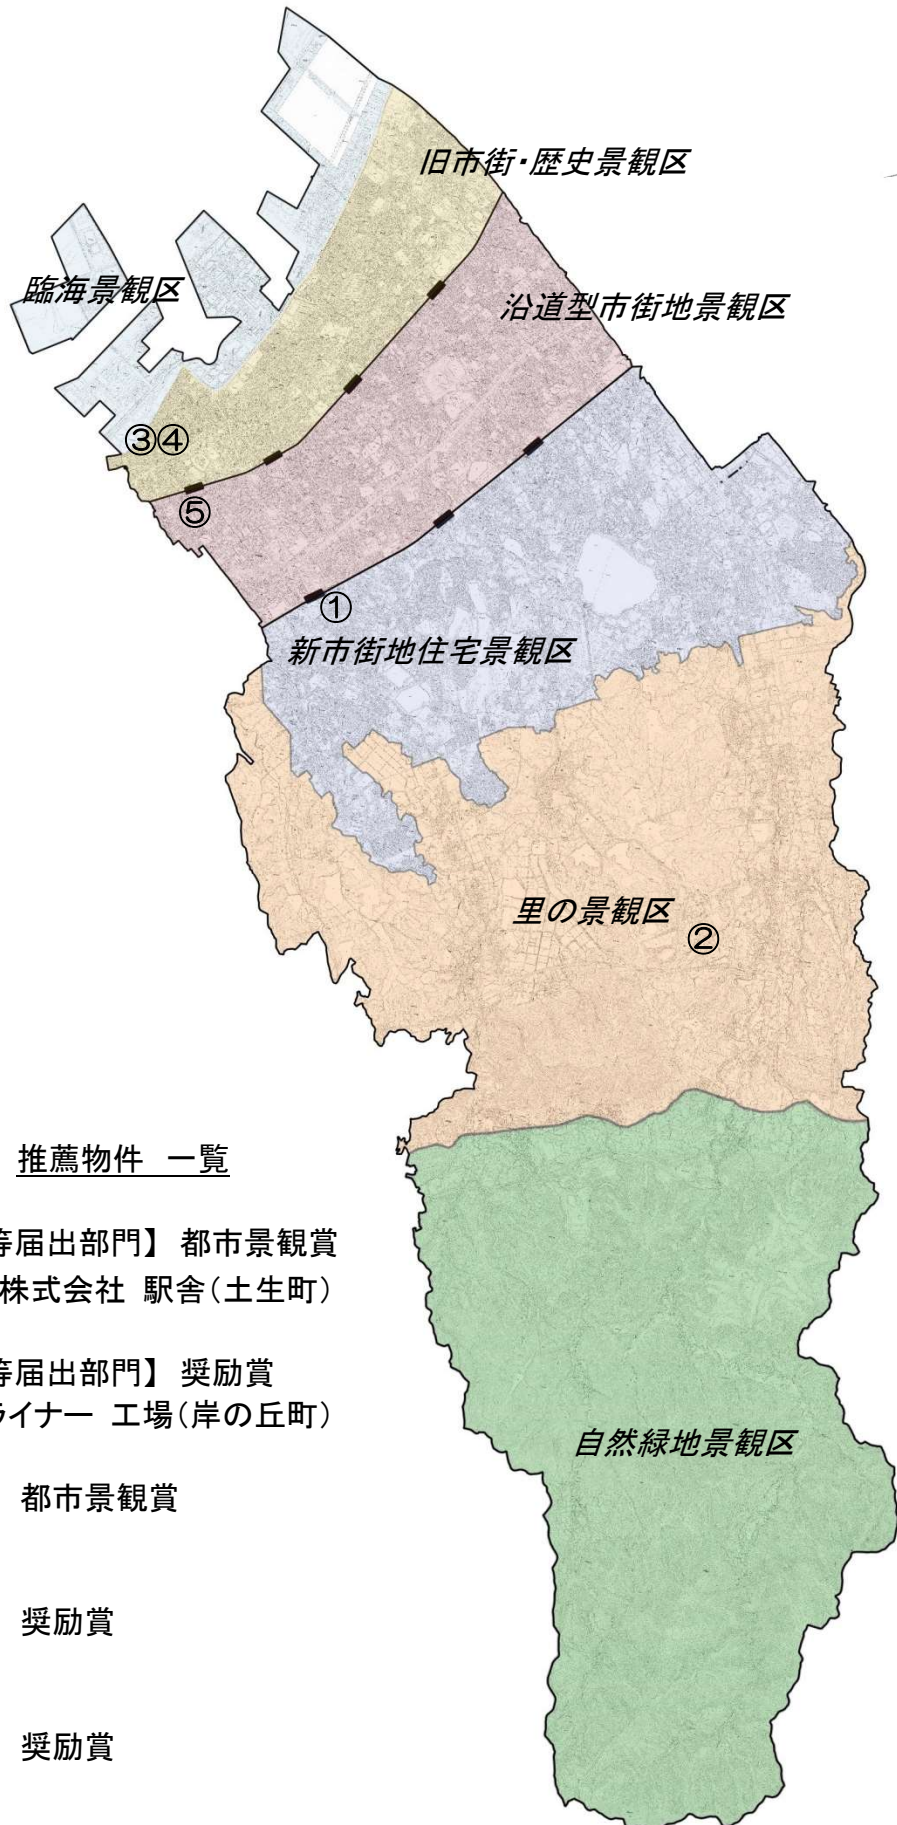 旧市街・歴史景観区
臨海景観区
沿道型市街地景観区
③④
⑤
①
新市街地住宅景観区
里の景観区
②
推薦物件 一覧
等届出部門】 都市景観賞
株式会社 駅舎（土生町）
等届出部門】 奨励賞
ライナー 工場（岸の丘町）
自然緑地景観区
都市景観賞
奨励賞
奨励賞